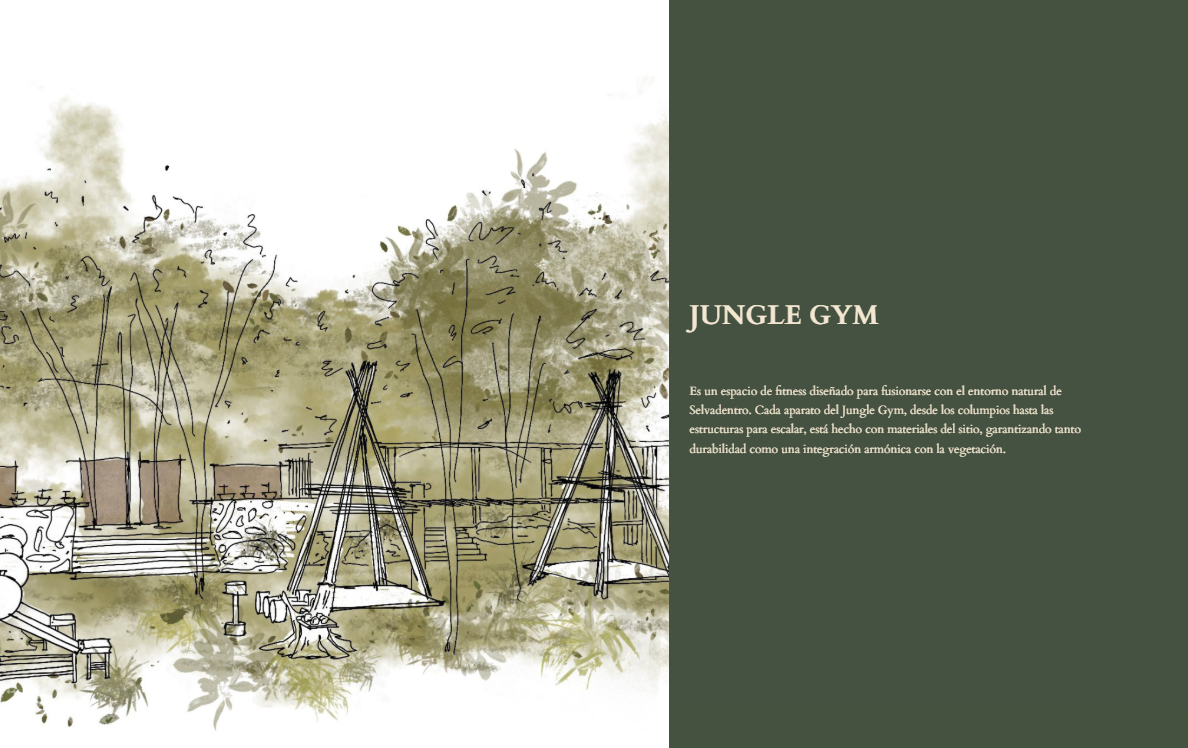 JUNGLE GYM
Es un espacio de fitness diseñado para fusionarse con el entorno natural de
Selvadentro. Cada aparato del Jungle Gym, desde los columpios hasta las
estructuras para escalar, está hecho con materiales del sitio, garantizando tanto
durabilidad como una integración armónica con la vegetación.